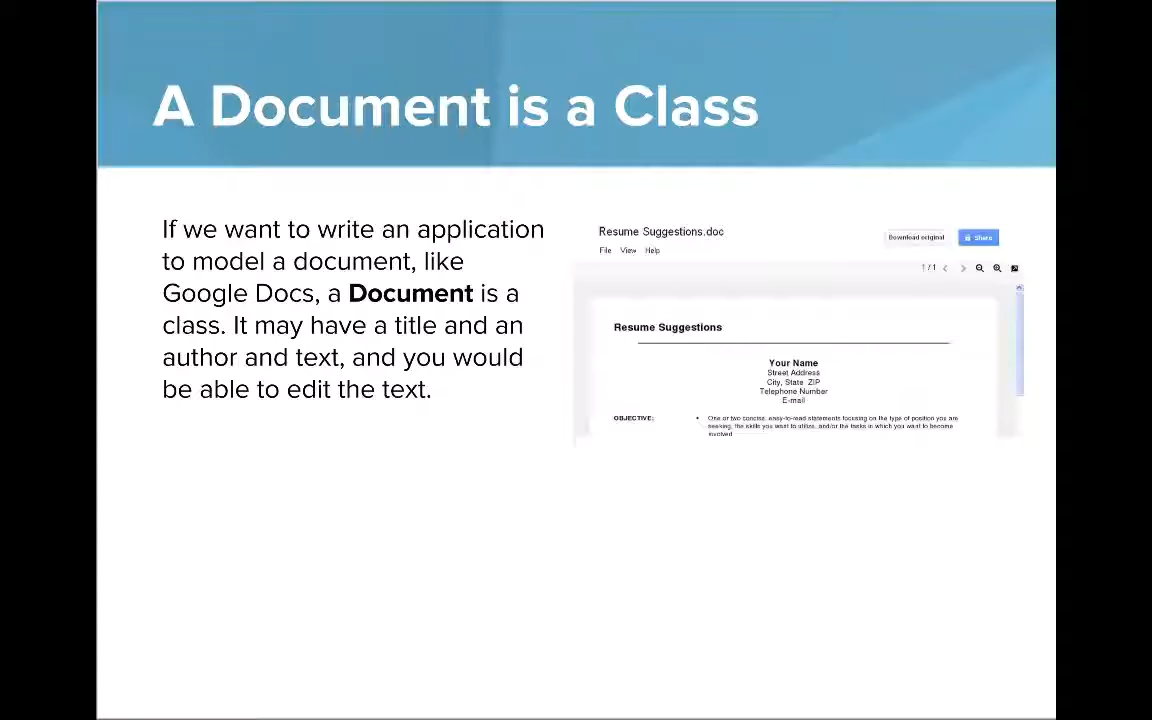 A Document is a Class
If we want to write an application
to model a document, like
Google Docs, a Document is a
class. It may have a title and an
author and text, and you would
be able to edit the text.
Resume Suggestions.doc
Download original
Share
File View Help
1 / 1
Resume Suggestions
Your Name
Street Address
City, State ZIP
Telephone Number
E-mail
OBJECTIVE:
• One or two concise, easy-to-read statements focusing on the type of position you are
seeking, the skills you want to utilize, and/or the tasks in which you want to become
involved